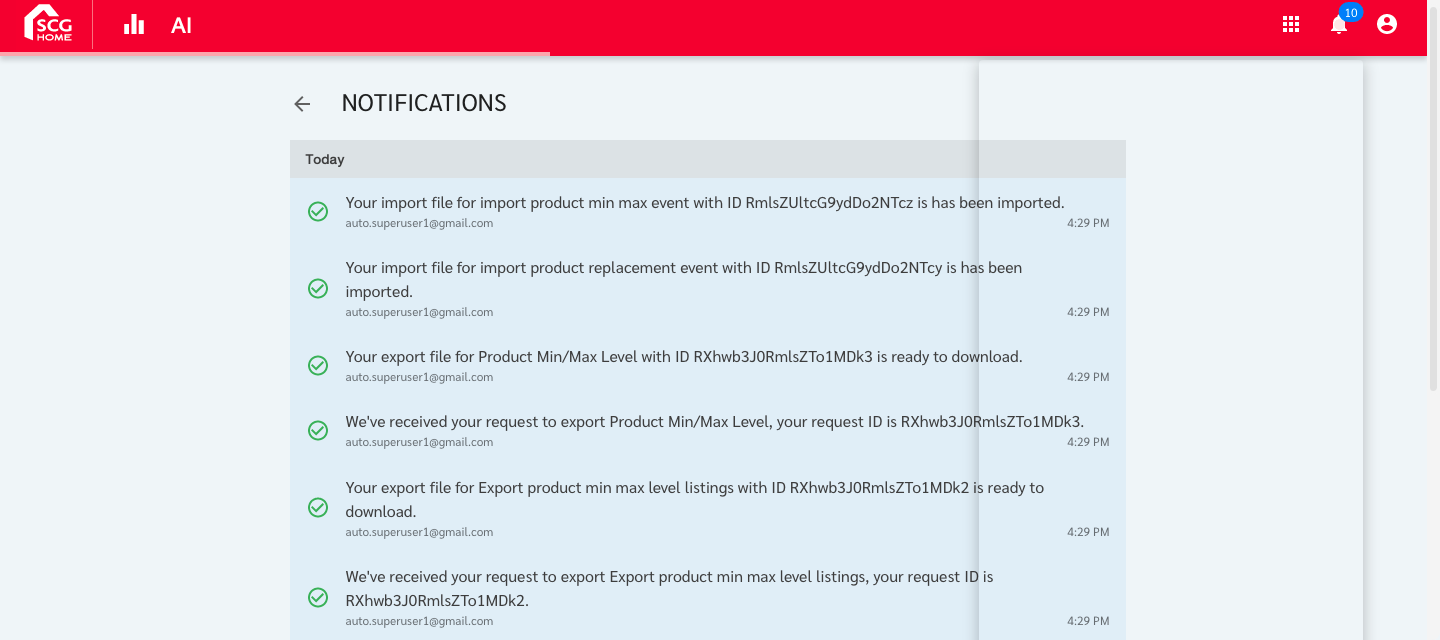 SCG
HOME
AI
10
NOTIFICATIONS
Today
Your import file for import product min max event with ID RmlsZUltcG9ydDo2NTcz is has been imported.
auto.superuser1@gmail.com
4:29 PM
Your import file for import product replacement event with ID RmlsZUltcG9ydDo2NTcy is has been
imported.
auto.superuser1@gmail.com
4:29 PM
Your export file for Product Min/Max Level with ID RXhwb3J0RmlsZTo1MDk3 is ready to download.
auto.superuser1@gmail.com
4:29 PM
We've received your request to export Product Min/Max Level, your request ID is RXhwb3J0RmlsZTo1MDk3.
auto.superuser1@gmail.com
4:29 PM
Your export file for Export product min max level listings with ID RXhwb3J0RmlsZTo1MDk2 is ready to
download.
auto.superuser1@gmail.com
4:29 PM
We've received your request to export Export product min max level listings, your request ID is
RXhwb3J0RmlsZTo1MDk2.
auto.superuser1@gmail.com
4:29 PM